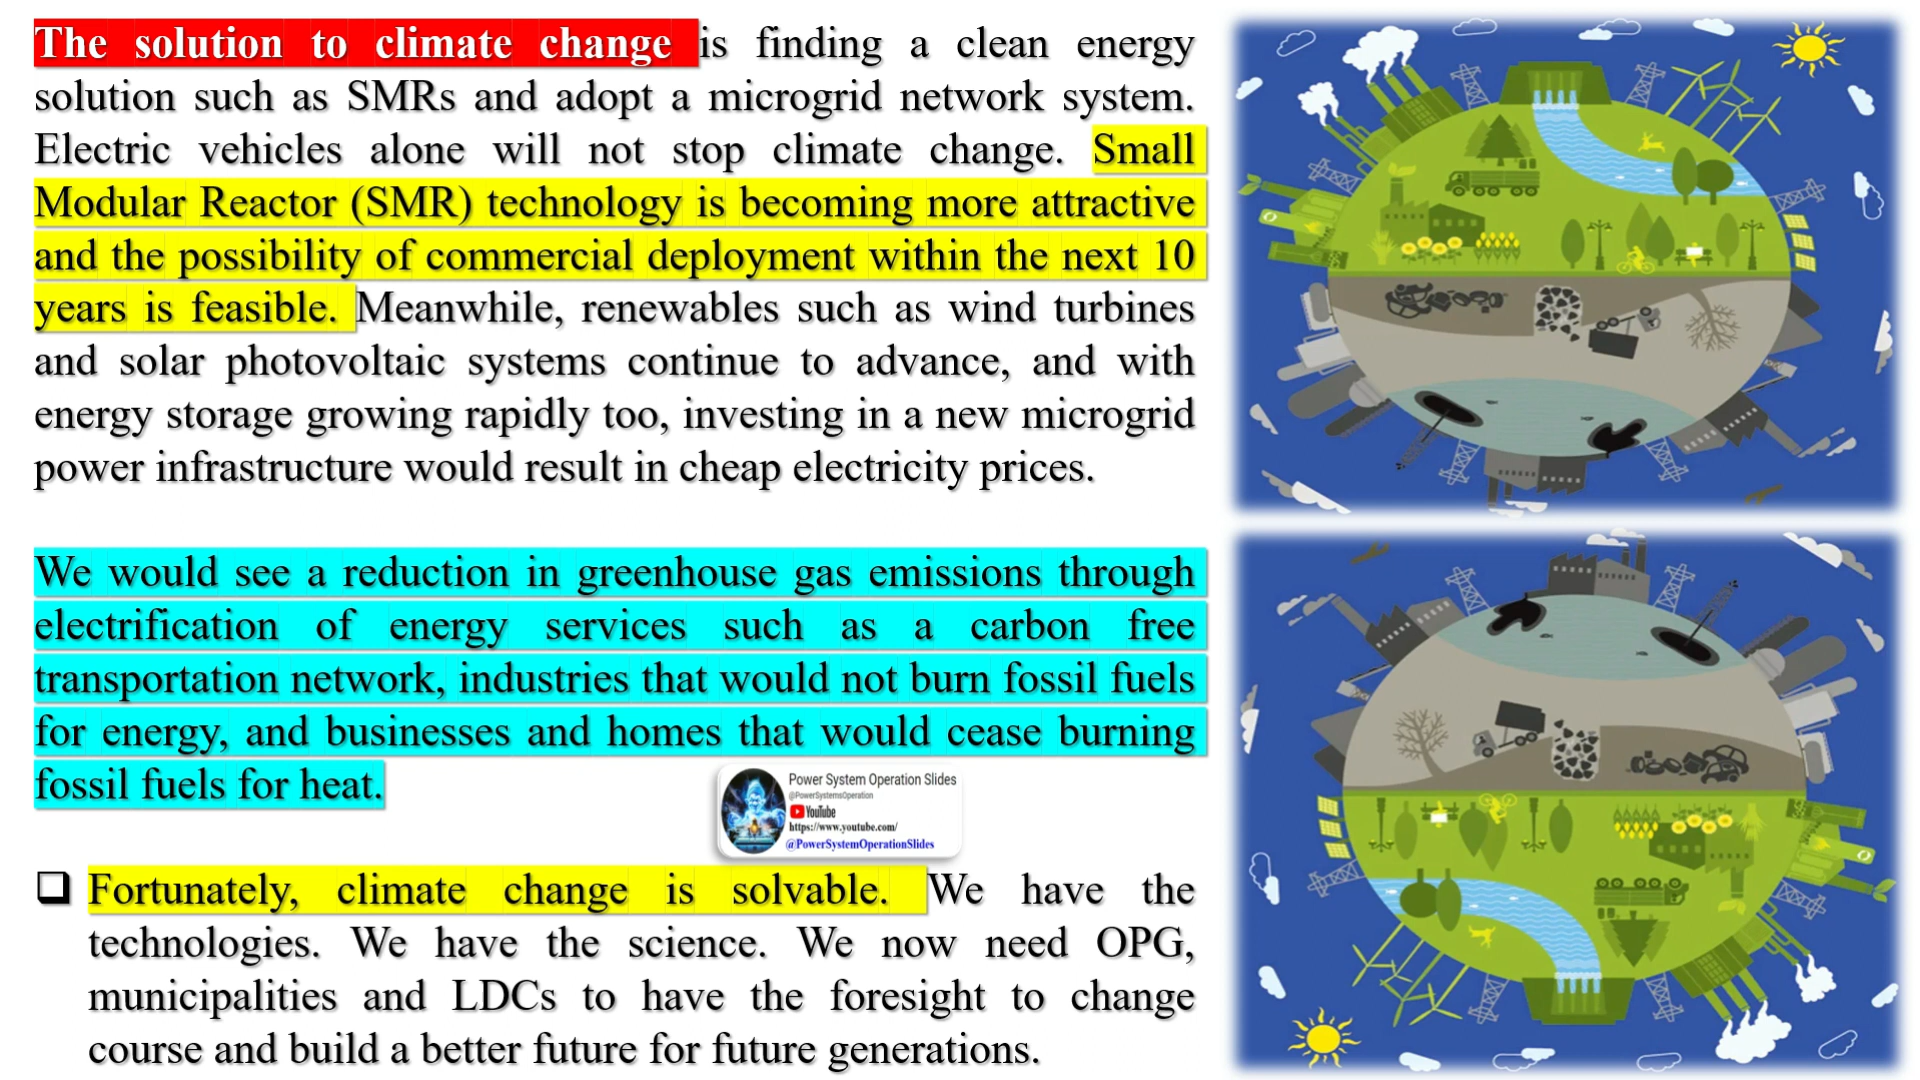 The solution to climate change is finding a clean energy
solution such as SMRs and adopt a microgrid network system.
Electric vehicles alone will not stop climate change. Small
Modular Reactor (SMR) technology is becoming more attractive
and the possibility of commercial deployment within the next 10
years is feasible. Meanwhile, renewables such as wind turbines
and solar photovoltaic systems continue to advance, and with
energy storage growing rapidly too, investing in a new microgrid
power infrastructure would result in cheap electricity prices.
We would see a reduction in greenhouse gas emissions through
electrification of energy services such as a carbon free
transportation network, industries that would not burn fossil fuels
for energy, and businesses and homes that would cease burning
fossil fuels for heat.
Power System Operation Slides
@PowerSystemsOperation
YouTube
https://www.youtube.com/
@PowerSystemOperationSlides
Fortunately, climate change is solvable. We have the
technologies. We have the science. We now need OPG,
municipalities and LDCs to have the foresight to change
course and build a better future for future generations.